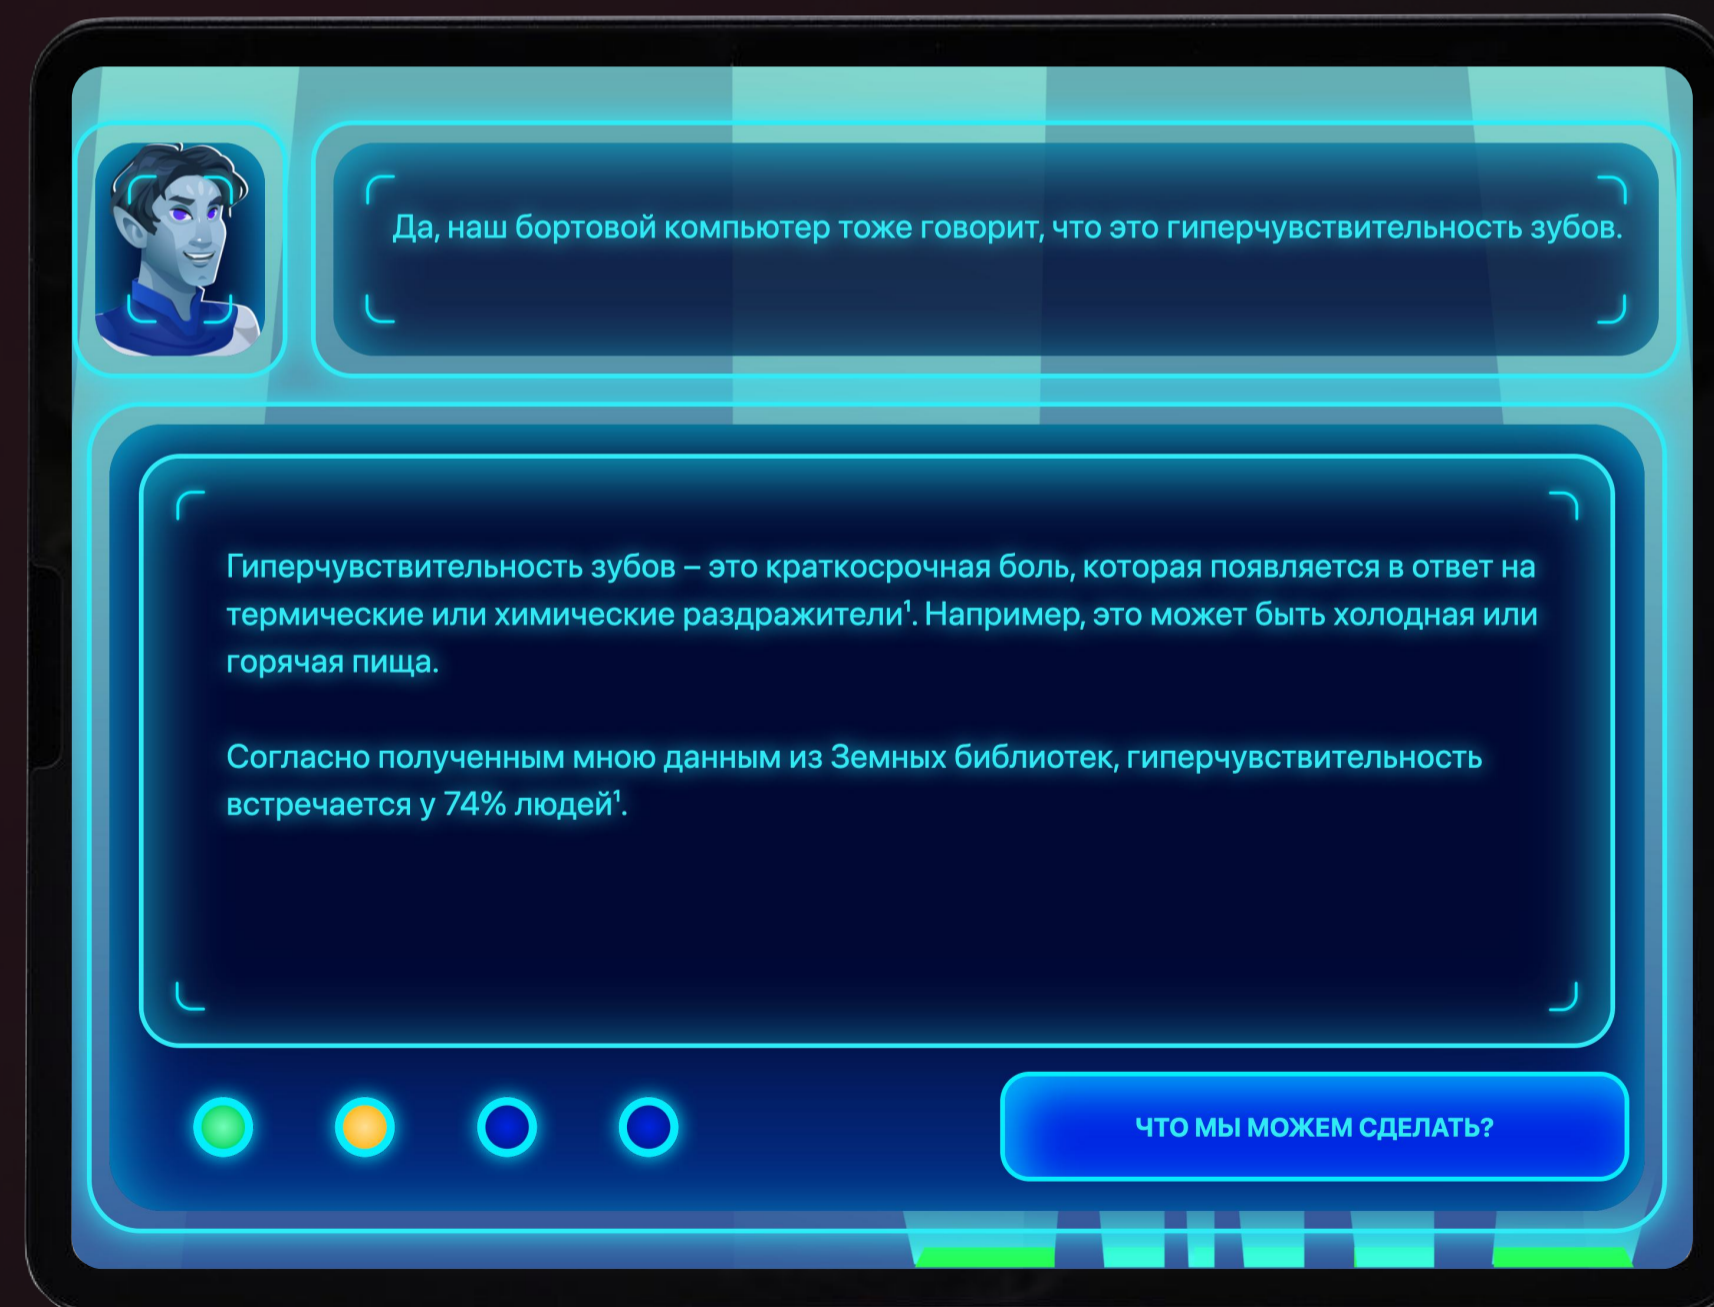 Да, наш бортовой компьютер тоже говорит, что это гиперчувствительность зубов.
Гиперчувствительность зубов – это краткосрочная боль, которая появляется в ответ на
термические или химические раздражители¹. Например, это может быть холодная или
горячая пища.
Согласно полученным мною данным из Земных библиотек, гиперчувствительность
встречается у 74% людей¹.
ЧТО МЫ МОЖЕМ СДЕЛАТЬ?